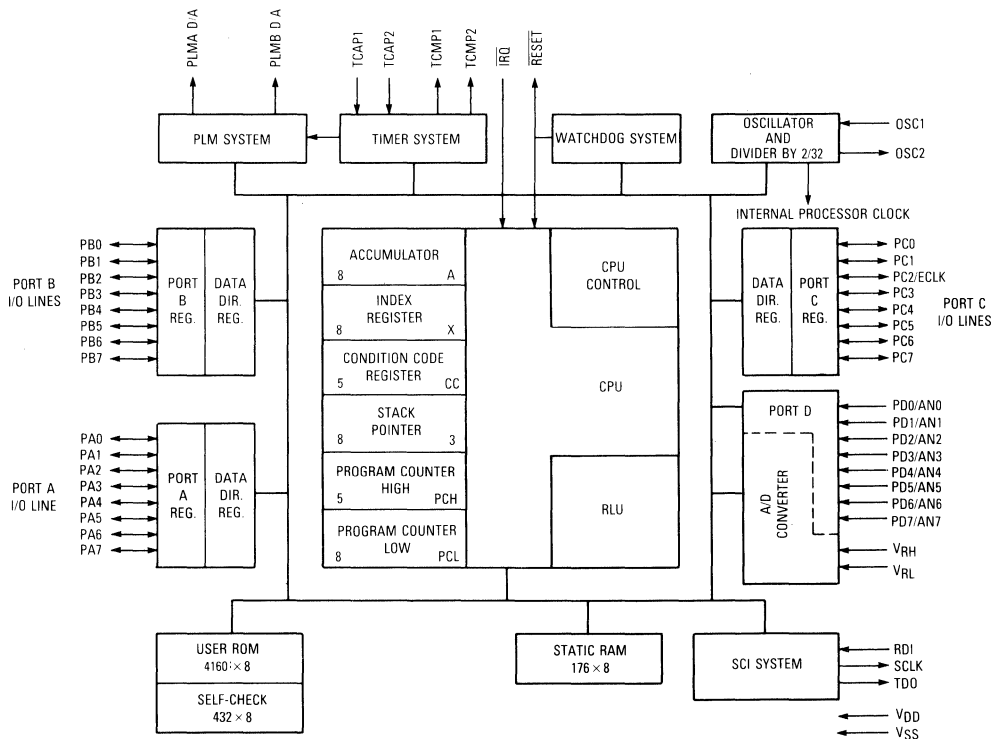 PLMA D/A
PLMB D A
TCAP1
TCAP2
TCMP1
TCMP2
IRQ
RESET
PLM SYSTEM
TIMER SYSTEM
WATCHDOG SYSTEM
OSCILLATOR
AND
DIVIDER BY 2/32
OSC1
OSC2
INTERNAL PROCESSOR CLOCK
PORT B
I/O LINES
PB0
PB1
PB2
PB3
PB4
PB5
PB6
PB7
PORT
B
REG.
DATA
DIR.
REG.
PORT A
I/O LINE
PA0
PA1
PA2
PA3
PA4
PA5
PA6
PA7
PORT
A
REG.
DATA
DIR.
REG.
ACCUMULATOR
8 A
INDEX
REGISTER
8 X
CONDITION CODE
REGISTER
5 CC
STACK
POINTER
8 3
PROGRAM COUNTER
HIGH
5 PCH
PROGRAM COUNTER
LOW
8 PCL
CPU
CONTROL
CPU
RLU
DATA
DIR.
REG.
PORT
C
REG.
PC0
PC1
PC2/ECLK
PC3
PC4
PC5
PC6
PC7
PORT C
I/O LINES
PORT D
A/D
CONVERTER
PD0/AN0
PD1/AN1
PD2/AN2
PD3/AN3
PD4/AN4
PD5/AN5
PD6/AN6
PD7/AN7
VRH
VRL
USER ROM
4160: × 8
SELF-CHECK
432 × 8
STATIC RAM
176 × 8
SCI SYSTEM
RDI
SCLK
TDO
VDD
VSS